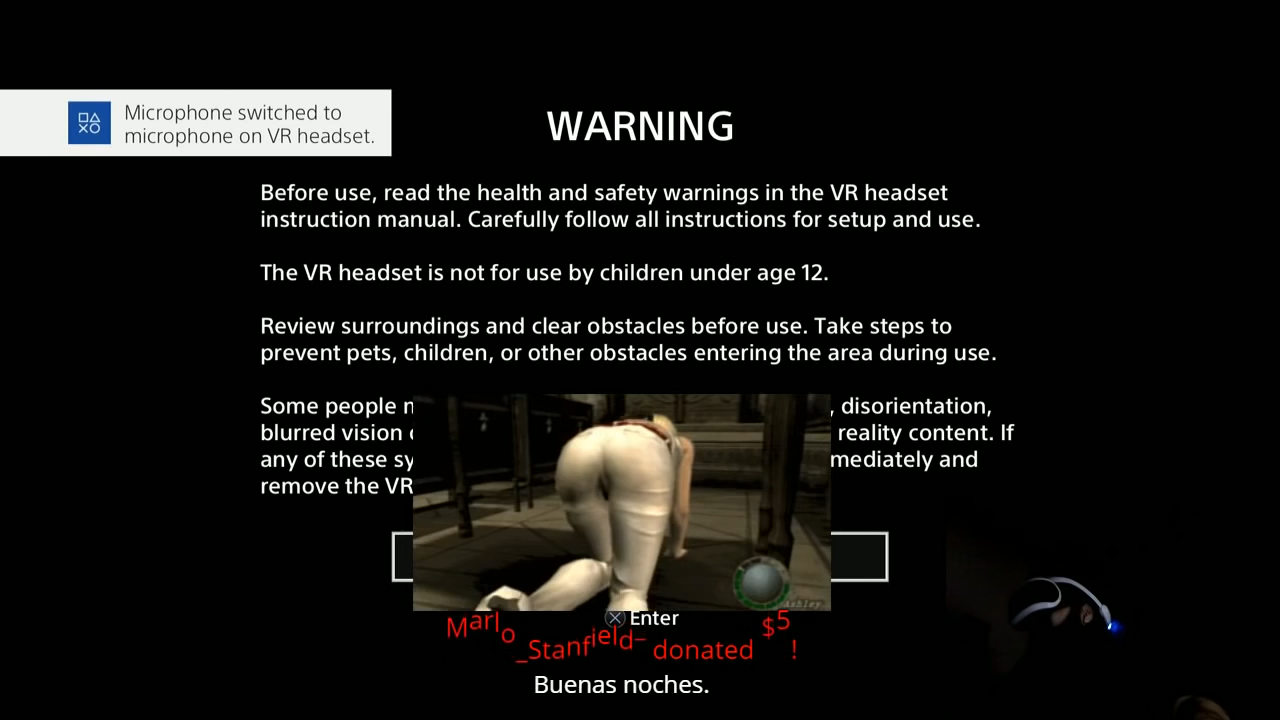 Microphone switched to
microphone on VR headset.
WARNING
Before use, read the health and safety warnings in the VR headset
instruction manual. Carefully follow all instructions for setup and use.
The VR headset is not for use by children under age 12.
Review surroundings and clear obstacles before use. Take steps to
prevent pets, children, or other obstacles entering the area during use.
Some people , disorientation,
blurred vision reality content. If
any of these and
remove the VR
Ashley
Enter
Marlo_Stanfield- donated $5!
Buenas noches.